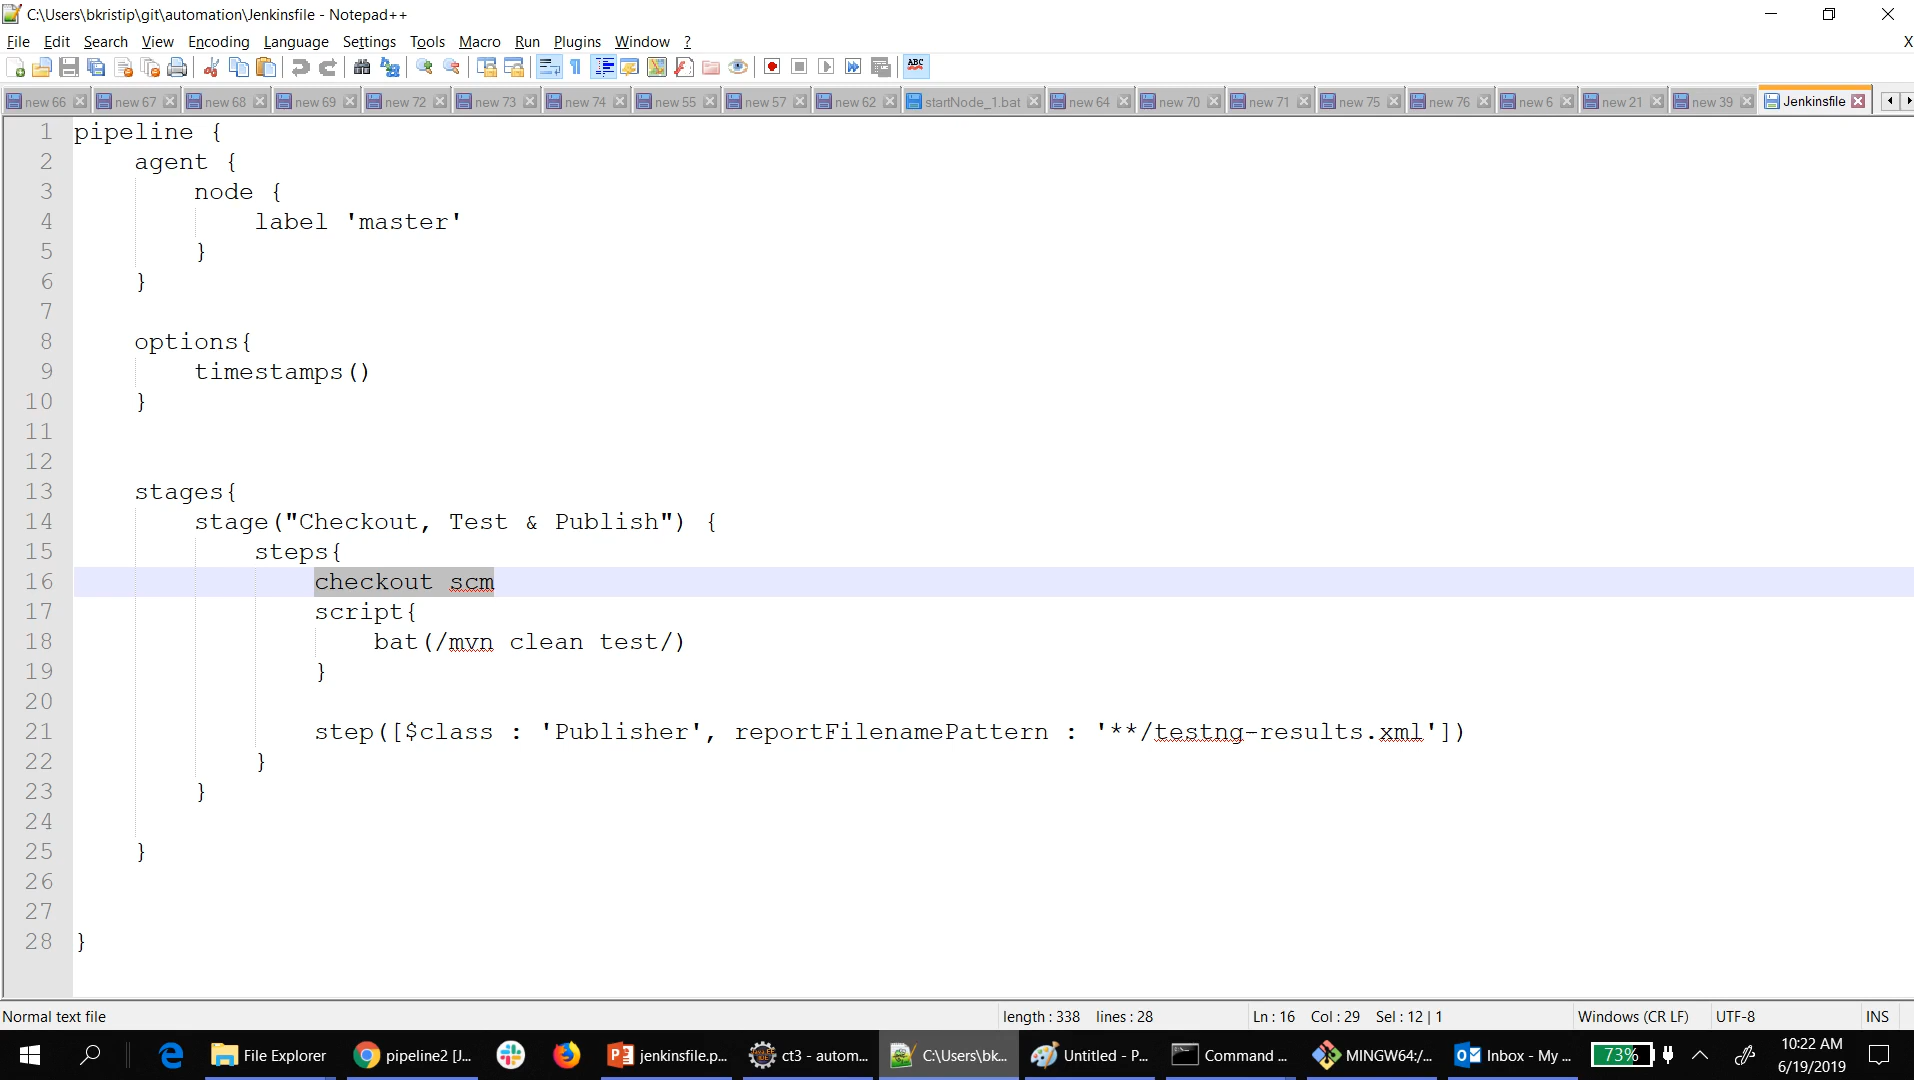 C:\Users\bkristip\git\automation\Jenkinsfile - Notepad++
File Edit Search View Encoding Language Settings Tools Macro Run Plugins Window ? X
ABC
new 66 new 67 new 68 new 69 new 72 new 73 new 74 new 55 new 57 new 62 startNode_1.bat new 64 new 70 new 71 new 75 new 76 new 6 new 21 new 39 Jenkinsfile
1 pipeline {
2 agent {
3 node {
4 label 'master'
5 }
6 }
7
8 options{
9 timestamps()
10 }
11
12
13 stages{
14 stage("Checkout, Test & Publish") {
15 steps{
16 checkout scm
17 script{
18 bat(/mvn clean test/)
19 }
20
21 step([$class : 'Publisher', reportFilenamePattern : '**/testng-results.xml'])
22 }
23 }
24
25 }
26
27
28 }
Normal text file length : 338 lines : 28 Ln : 16 Col : 29 Sel : 12 | 1 Windows (CR LF) UTF-8 INS
File Explorer pipeline2 [J... jenkinsfile.p... ct3 - autom... C:\Users\bk... Untitled - P... Command ... MINGW64:/... Inbox - My ... 73% 10:22 AM
6/19/2019